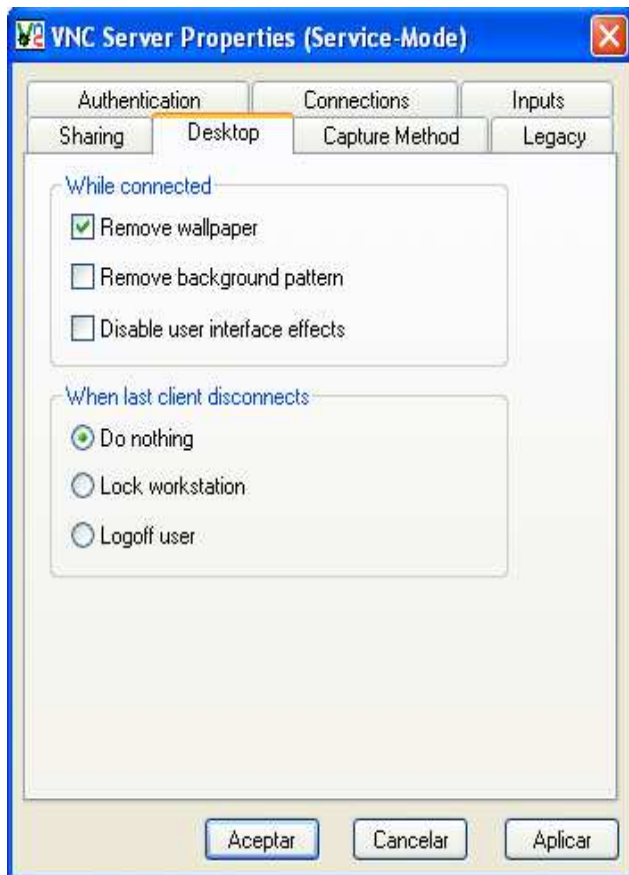 VNC Server Properties (Service-Mode)
Authentication Connections Inputs
Sharing Desktop Capture Method Legacy
While connected
Remove wallpaper
Remove background pattern
Disable user interface effects
When last client disconnects
Do nothing
Lock workstation
Logoff user
Aceptar Cancelar Aplicar